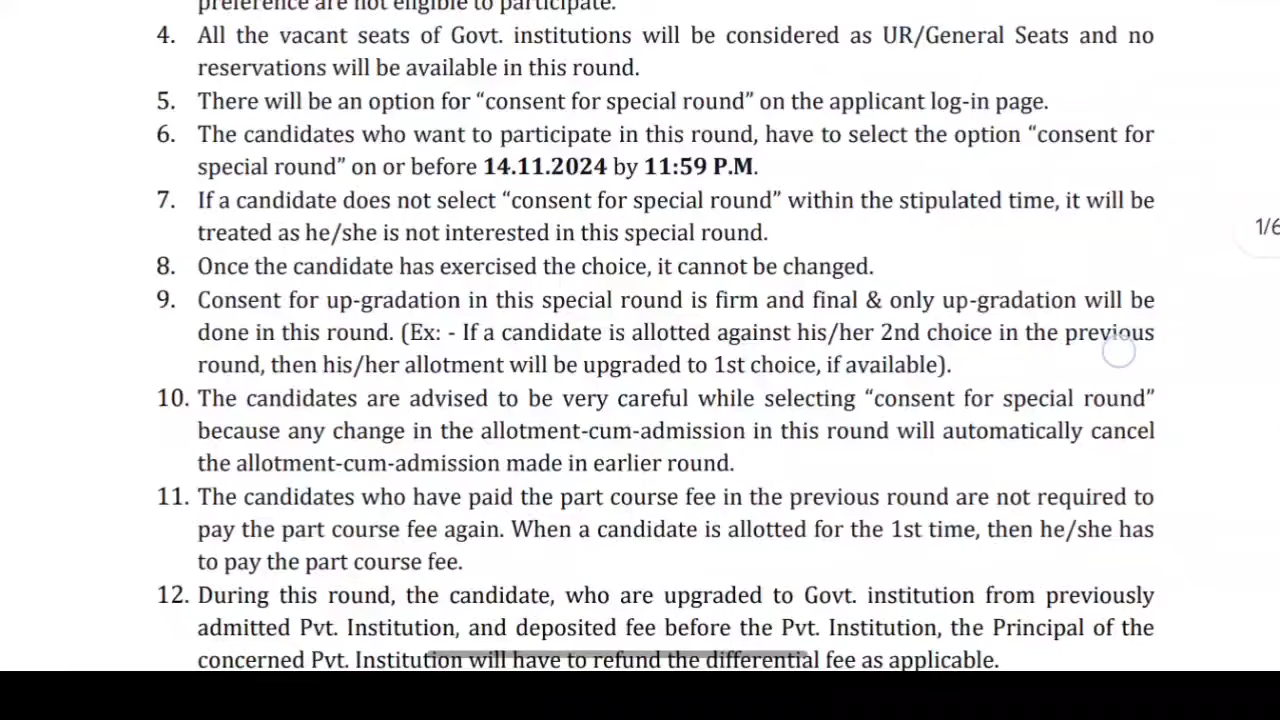 preference are not eligible to participate.
4. All the vacant seats of Govt. institutions will be considered as UR/General Seats and no
reservations will be available in this round.
5. There will be an option for “consent for special round” on the applicant log-in page.
6. The candidates who want to participate in this round, have to select the option “consent for
special round” on or before 14.11.2024 by 11:59 P.M.
7. If a candidate does not select “consent for special round” within the stipulated time, it will be
treated as he/she is not interested in this special round.
8. Once the candidate has exercised the choice, it cannot be changed.
9. Consent for up-gradation in this special round is firm and final & only up-gradation will be
done in this round. (Ex: - If a candidate is allotted against his/her 2nd choice in the previous
round, then his/her allotment will be upgraded to 1st choice, if available).
10. The candidates are advised to be very careful while selecting “consent for special round”
because any change in the allotment-cum-admission in this round will automatically cancel
the allotment-cum-admission made in earlier round.
11. The candidates who have paid the part course fee in the previous round are not required to
pay the part course fee again. When a candidate is allotted for the 1st time, then he/she has
to pay the part course fee.
12. During this round, the candidate, who are upgraded to Govt. institution from previously
admitted Pvt. Institution, and deposited fee before the Pvt. Institution, the Principal of the
concerned Pvt. Institution will have to refund the differential fee as applicable.
1/6